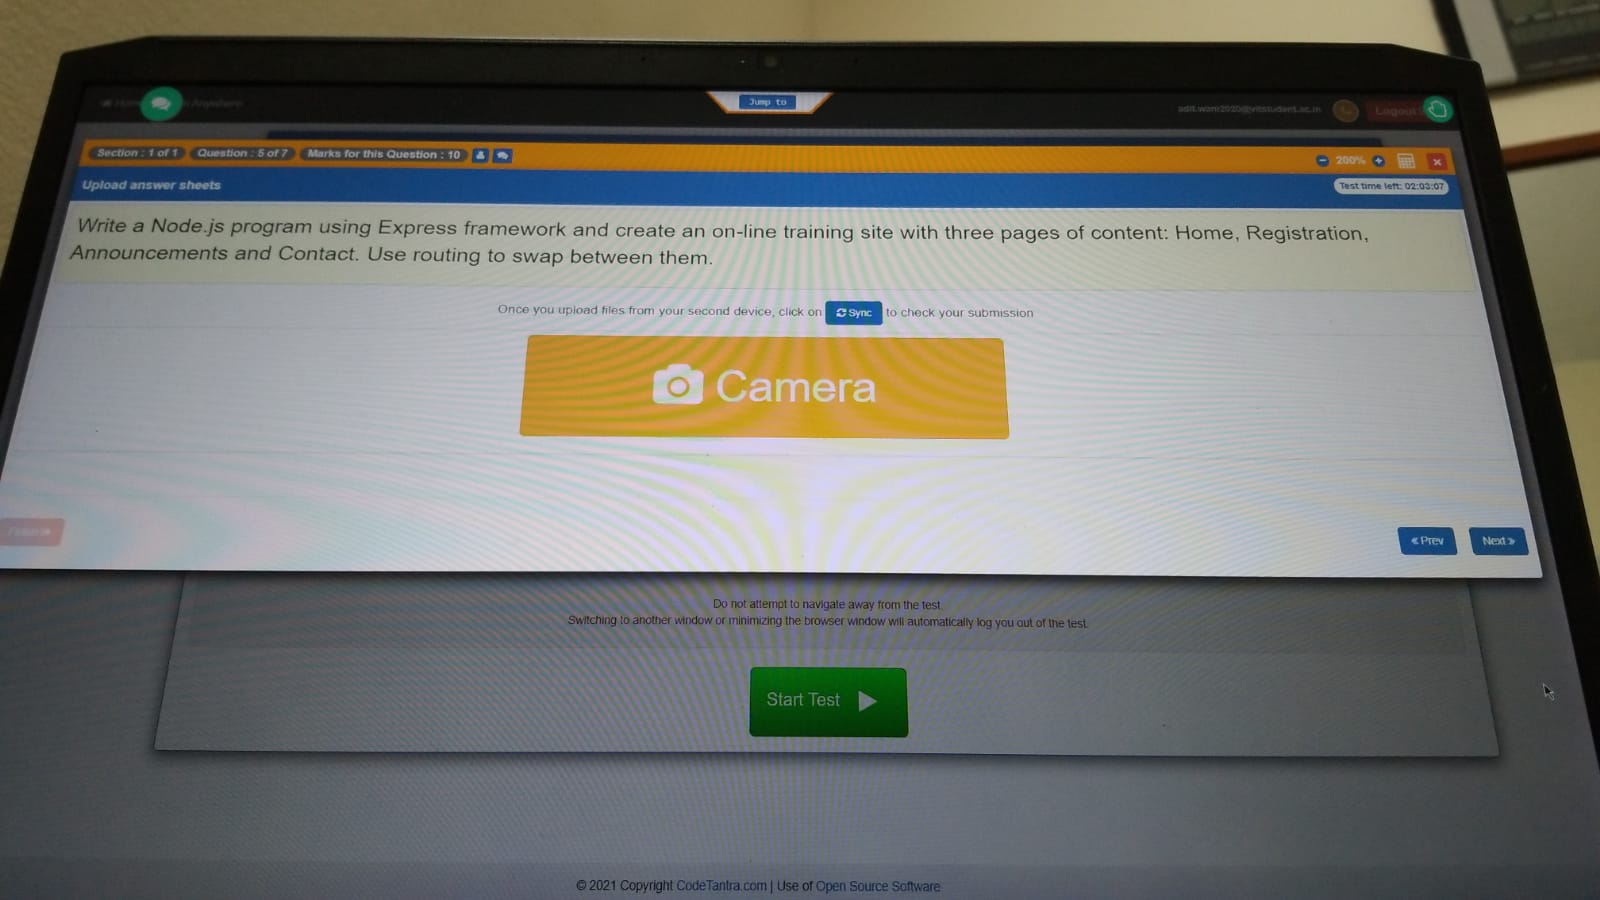 Jump to
Logout
Section : 1 of 1 Question : 5 of 7 Marks for this Question : 10
200%
Upload answer sheets
Test time left: 02:03:07
Write a Node.js program using Express framework and create an on-line training site with three pages of content: Home, Registration,
Announcements and Contact. Use routing to swap between them.
Once you upload files from your second device, click on Sync to check your submission
Camera
« Prev Next »
Do not attempt to navigate away from the test.
Switching to another window or minimizing the browser window will automatically log you out of the test.
Start Test
© 2021 Copyright CodeTantra.com | Use of Open Source Software